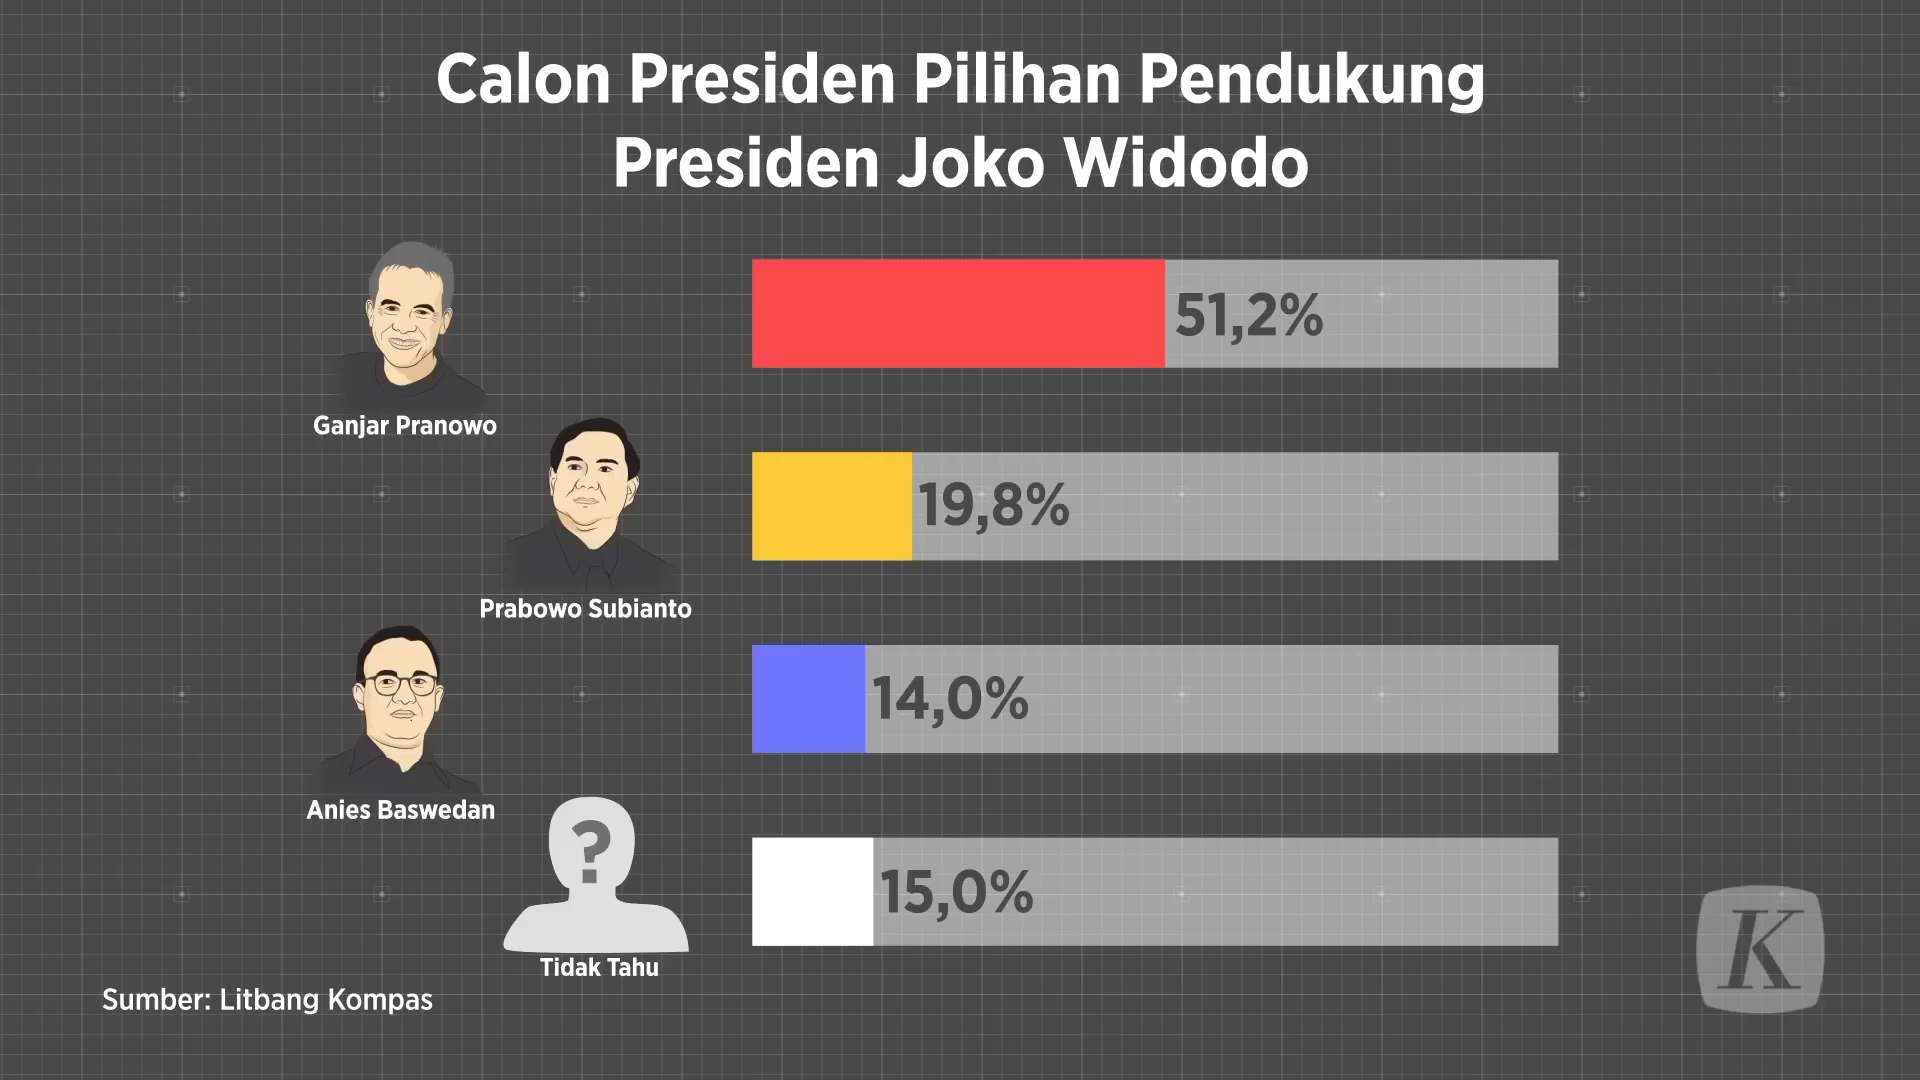 Calon Presiden Pilihan Pendukung
Presiden Joko Widodo
51,2%
Ganjar Pranowo
19,8%
Prabowo Subianto
14,0%
Anies Baswedan
?
15,0%
Tidak Tahu
Sumber: Litbang Kompas
K